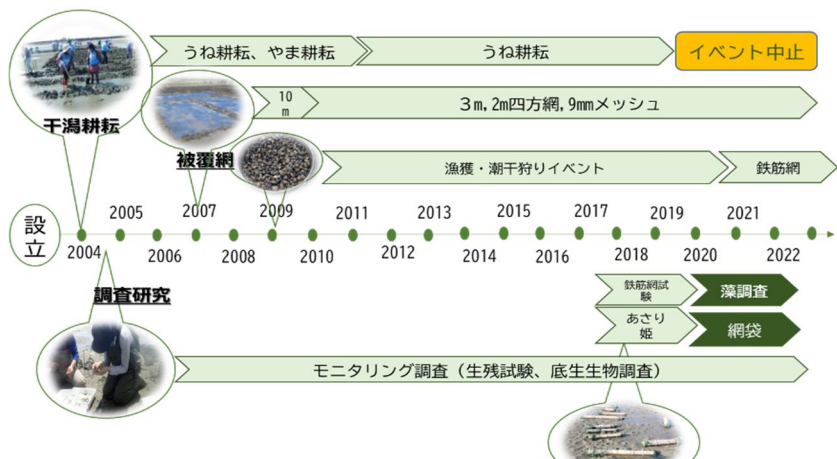 うね耕耘、やま耕耘
うね耕耘
イベント中止
干潟耕耘
10
m
3m,2m四方網,9mmメッシュ
被覆網
漁獲・潮干狩りイベント
鉄筋網
設
立
2004
2005
2006
2007
2008
2009
2010
2011
2012
2013
2014
2015
2016
2017
2018
2019
2020
2021
2022
調査研究
鉄筋網試
験
藻調査
あさり
姫
網袋
モニタリング調査（生残試験、底生生物調査）